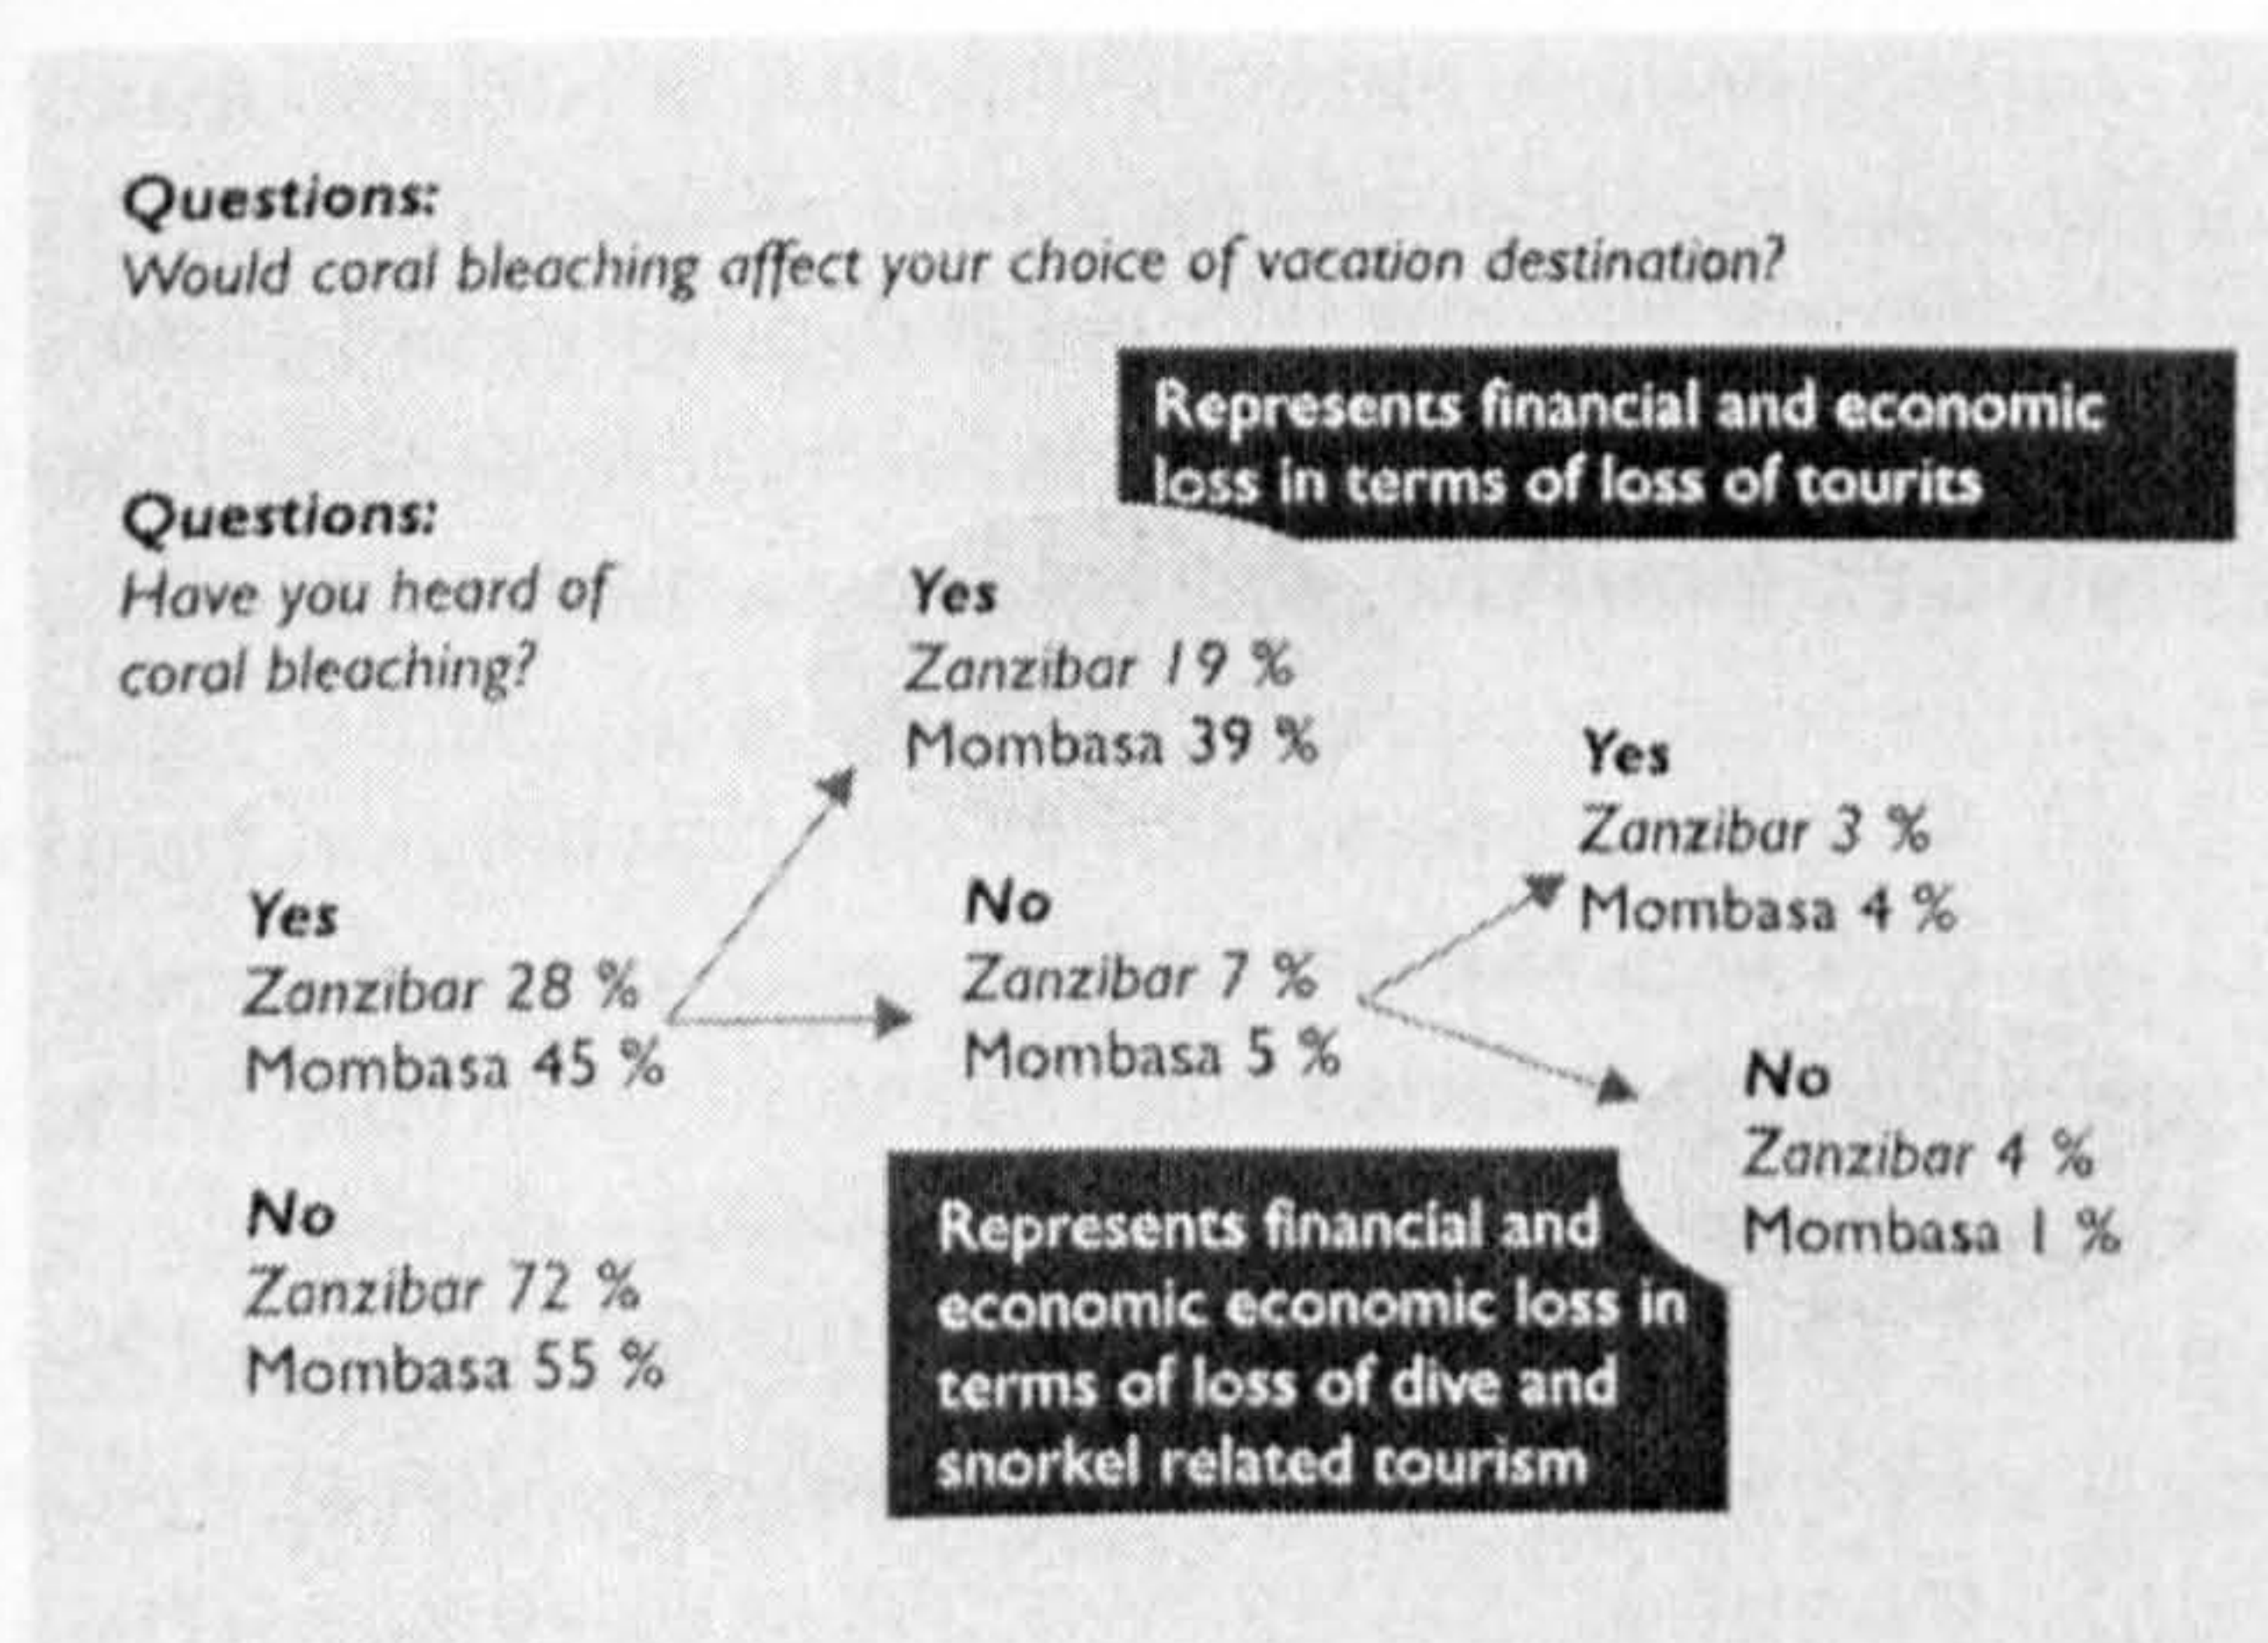 Questions:
Would coral bleaching affect your choice of vacation destination?
Represents financial and economic
loss in terms of loss of tourits
Questions:
Have you heard of
coral bleaching?
Yes
Zanzibar 19 %
Mombasa 39 %
Yes
Zanzibar 3 %
Mombasa 4 %
Yes
Zanzibar 28 %
Mombasa 45 %
No
Zanzibar 7 %
Mombasa 5 %
No
Zanzibar 4 %
Mombasa 1 %
No
Zanzibar 72 %
Mombasa 55 %
Represents financial and
economic economic loss in
terms of loss of dive and
snorkel related tourism